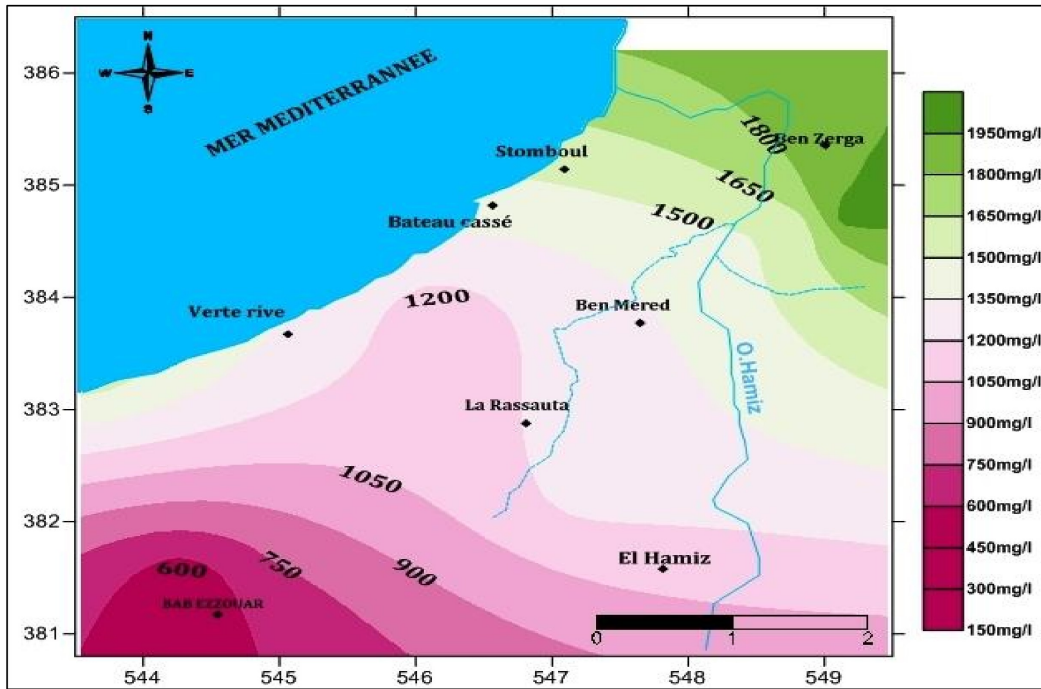 N
W E
S
MER MEDITERRANNEE
386
385
384
383
382
381
544
545
546
547
548
549
Stomboul
Bateau cassé
Verte rive
Ben Zerga
Ben Mered
La Rassauta
El Hamiz
BAB EZZOUAR
O.Hamiz
1800
1650
1500
1200
1050
900
750
600
0 1 2
1950mg/l
1800mg/l
1650mg/l
1500mg/l
1350mg/l
1200mg/l
1050mg/l
900mg/l
750mg/l
600mg/l
450mg/l
300mg/l
150mg/l